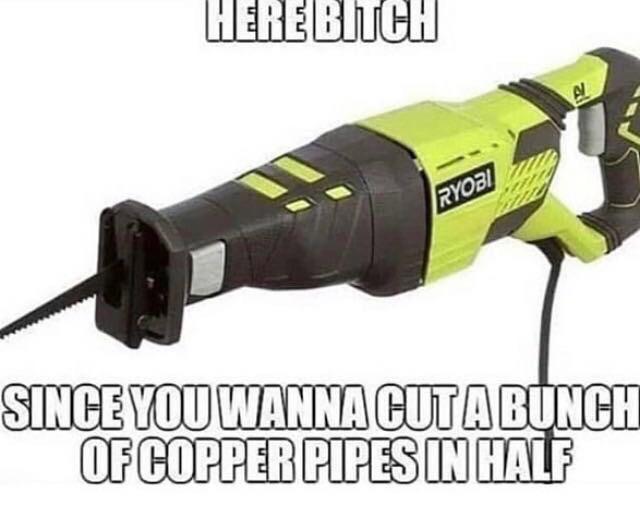 HERE BITCH
RYOBI
SINCE YOU WANNA CUT A BUNCH
OF COPPER PIPES IN HALF